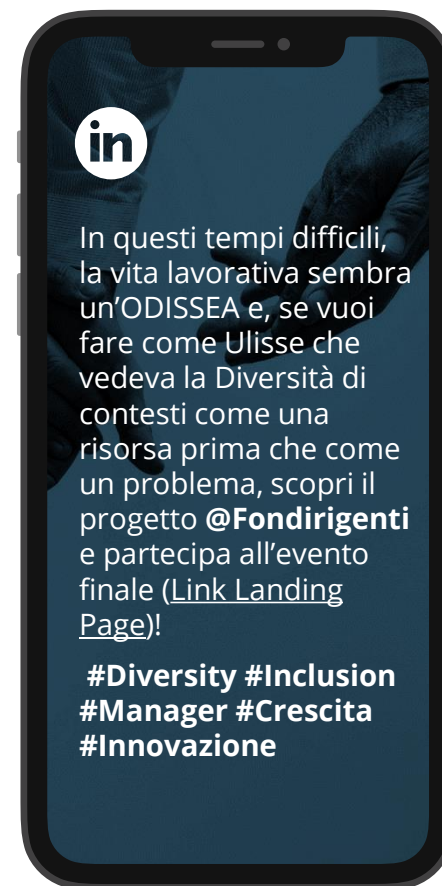 in
In questi tempi difficili,
la vita lavorativa sembra
un’ODISSEA e, se vuoi
fare come Ulisse che
vedeva la Diversità di
contesti come una
risorsa prima che come
un problema, scopri il
progetto @Fondirigenti
e partecipa all’evento
finale (Link Landing
Page)!
#Diversity #Inclusion
#Manager #Crescita
#Innovazione